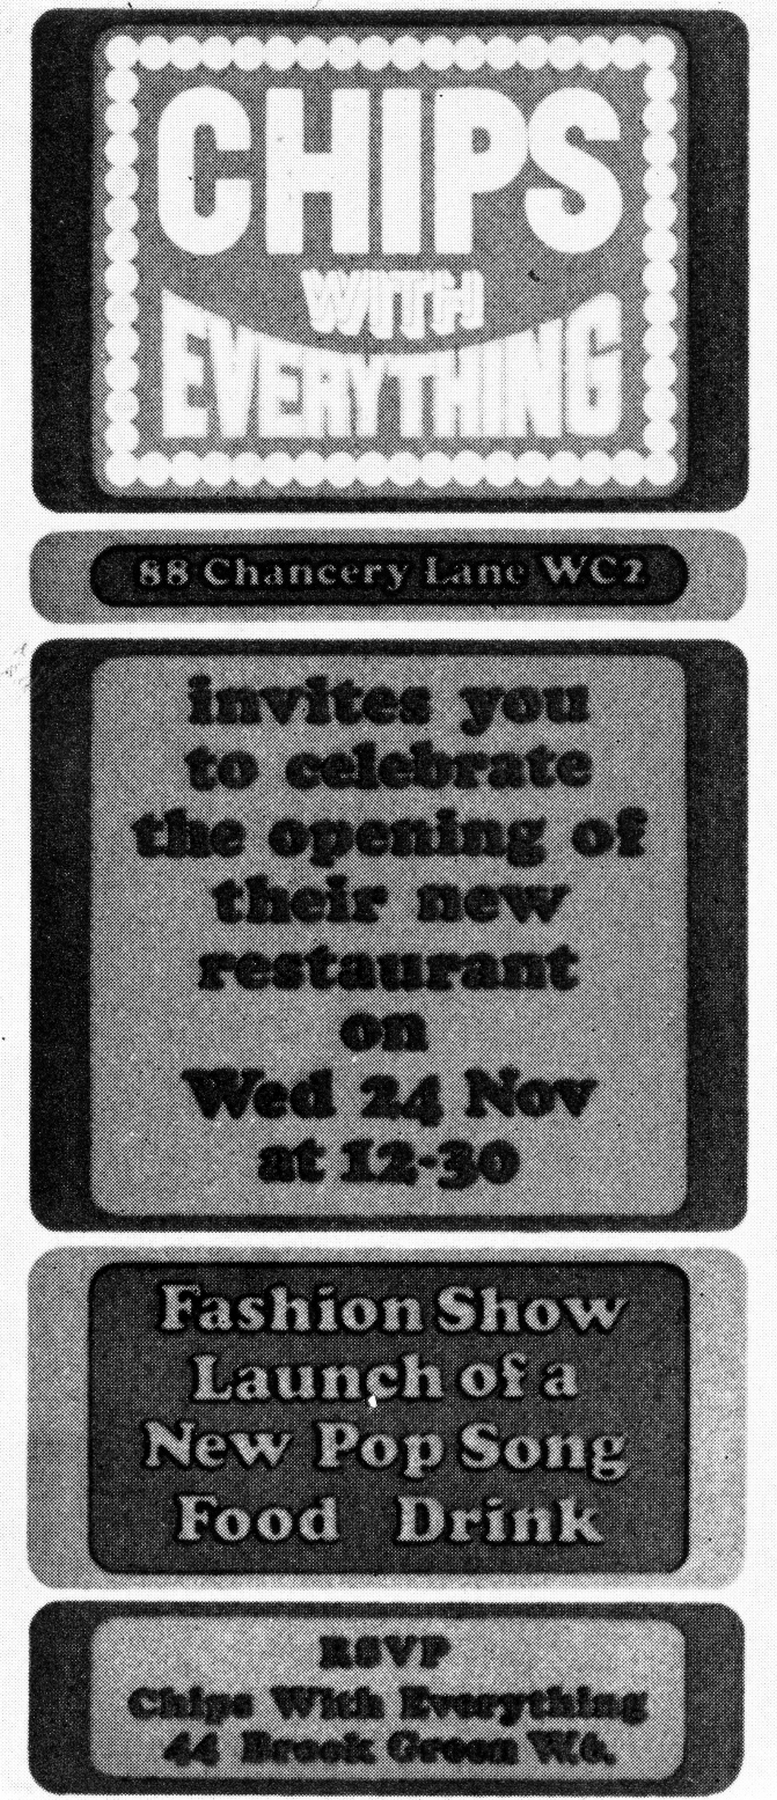 CHIPS
WITH
EVERYTHING
88 Chancery Lane WC2
invites you
to celebrate
the opening of
their new
restaurant
on
Wed 24 Nov
at 12-30
Fashion Show
Launch of a
New Pop Song
Food Drink
RSVP
Chips With Everything
44 Brook Green W6.